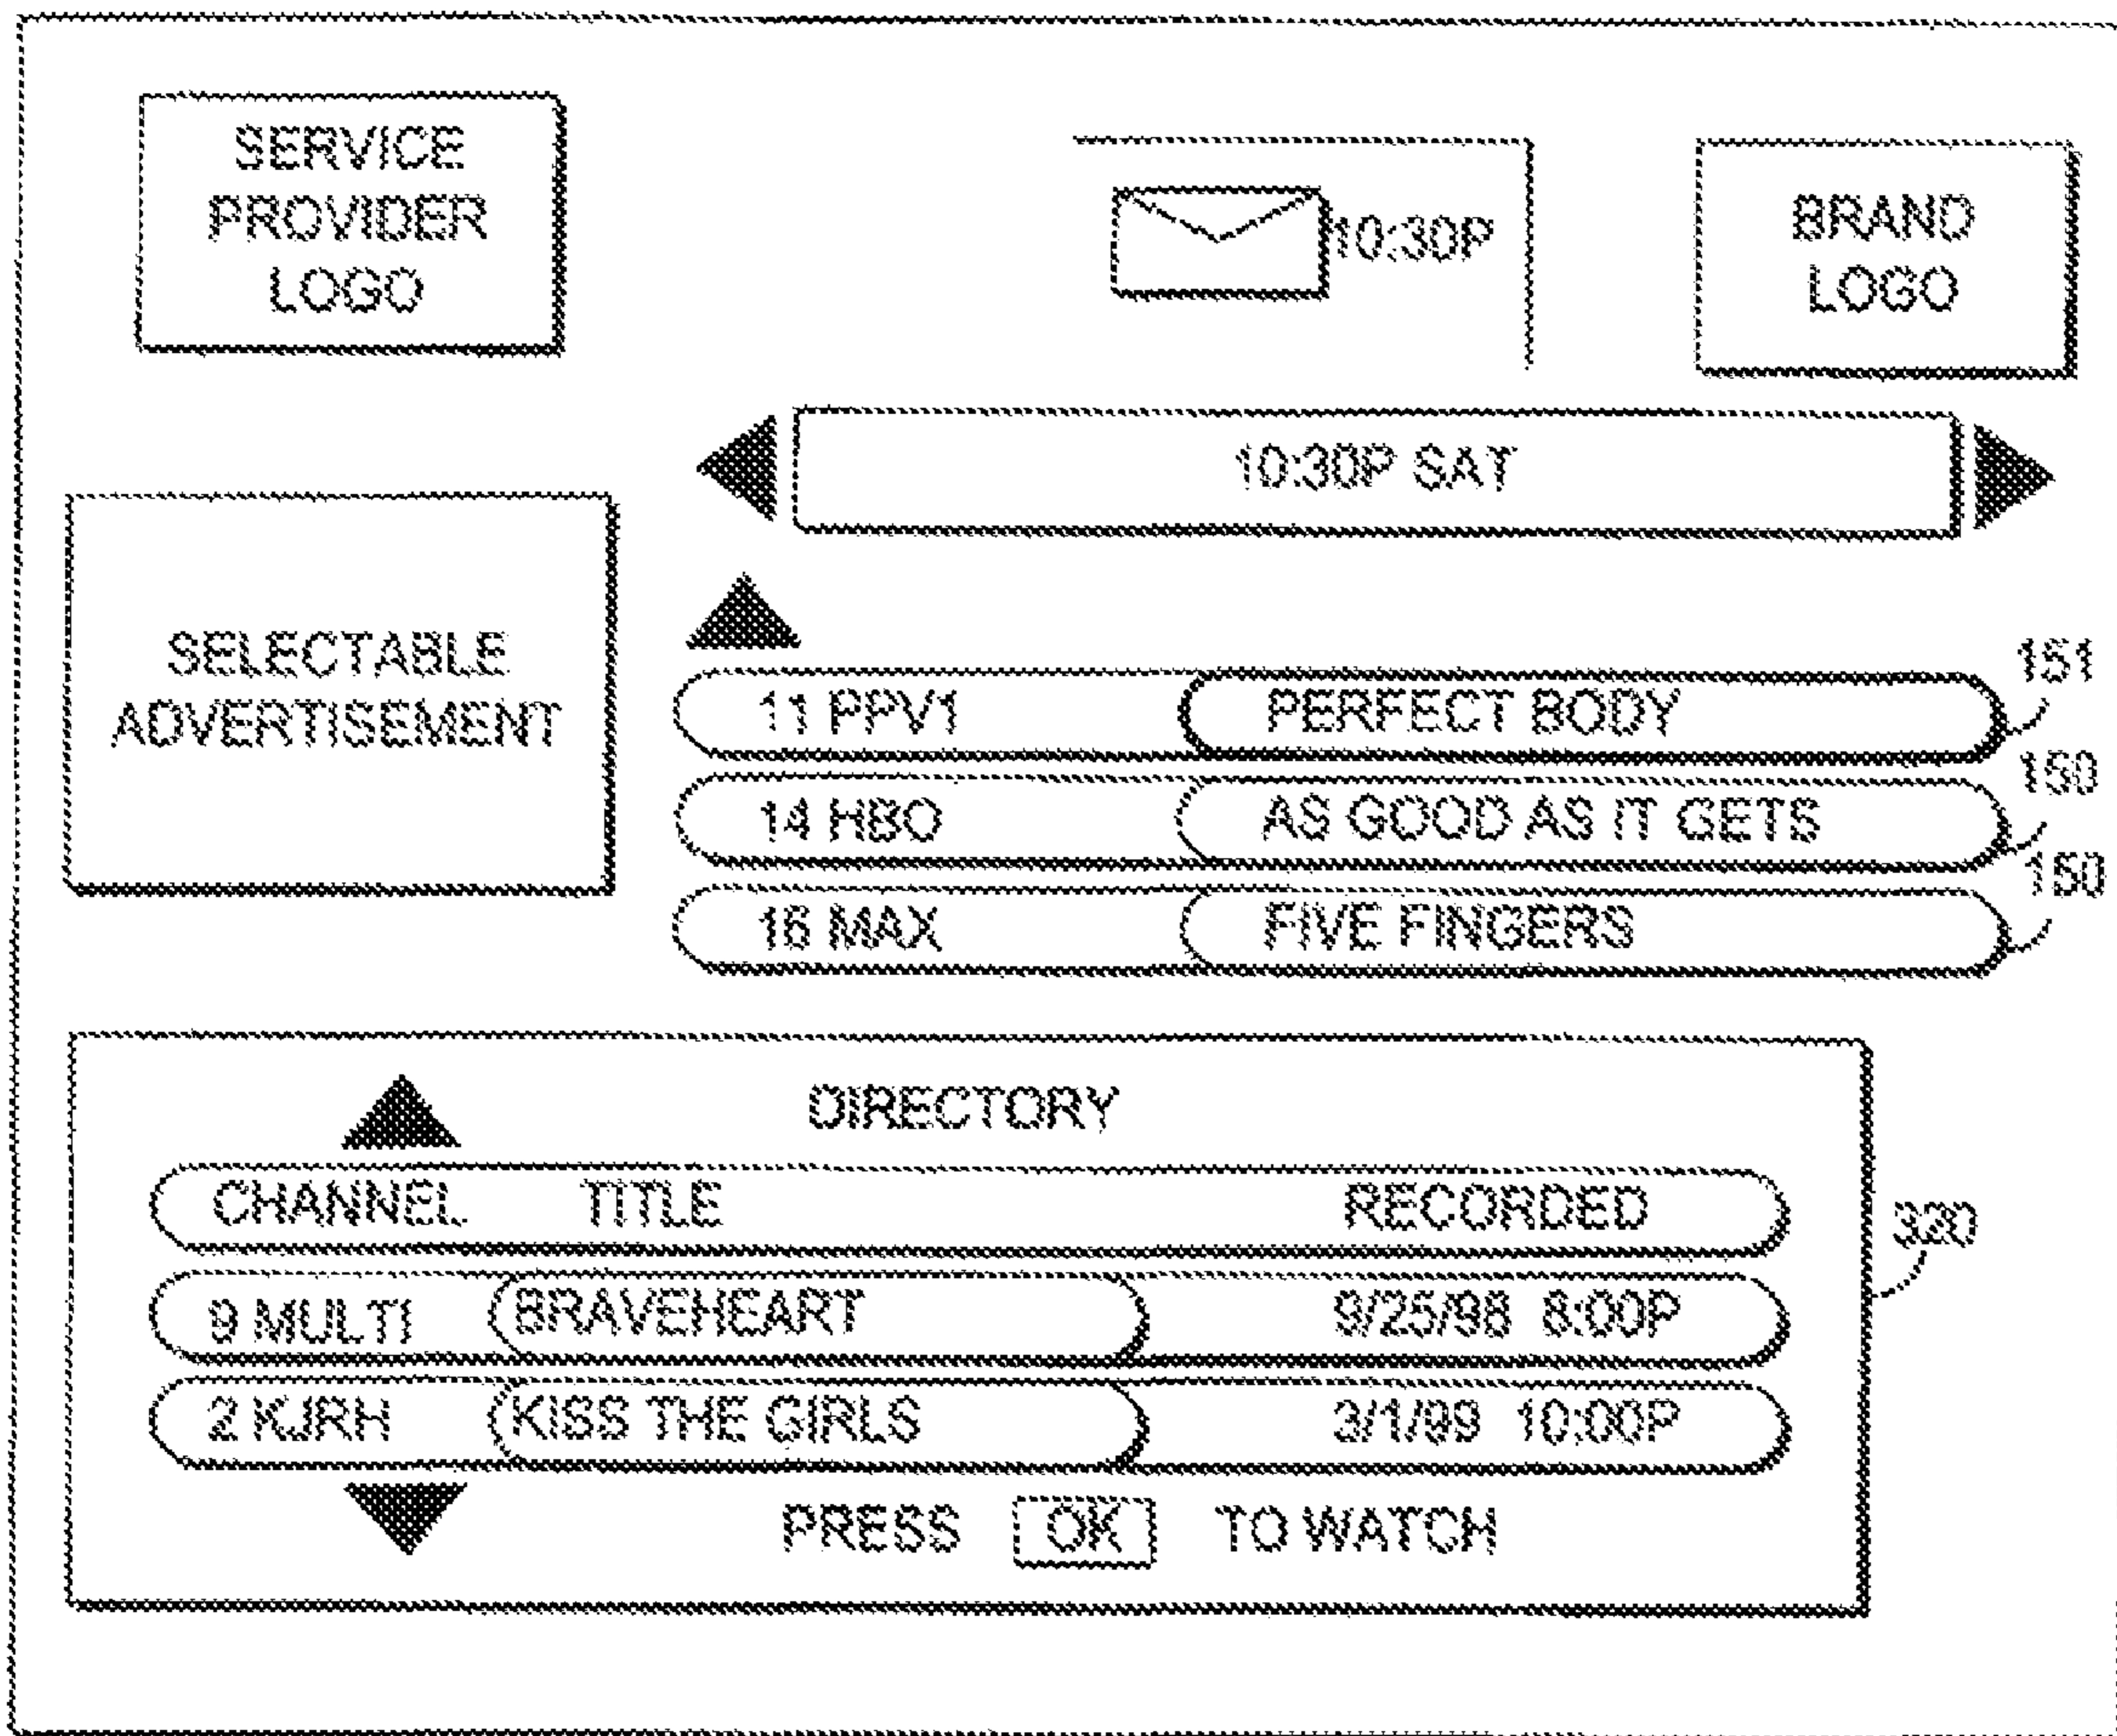 SERVICE
PROVIDER
LOGO
10:30P
BRAND
LOGO
10:30P SAT
SELECTABLE
ADVERTISEMENT
11 PPV1 PERFECT BODY
151
14 HBO AS GOOD AS IT GETS
150
16 MAX FIVE FINGERS
150
DIRECTORY
CHANNEL TITLE RECORDED
320
9 MULTI BRAVEHEART 9/25/98 8:00P
2 KJRH KISS THE GIRLS 3/1/99 10:00P
PRESS OK TO WATCH